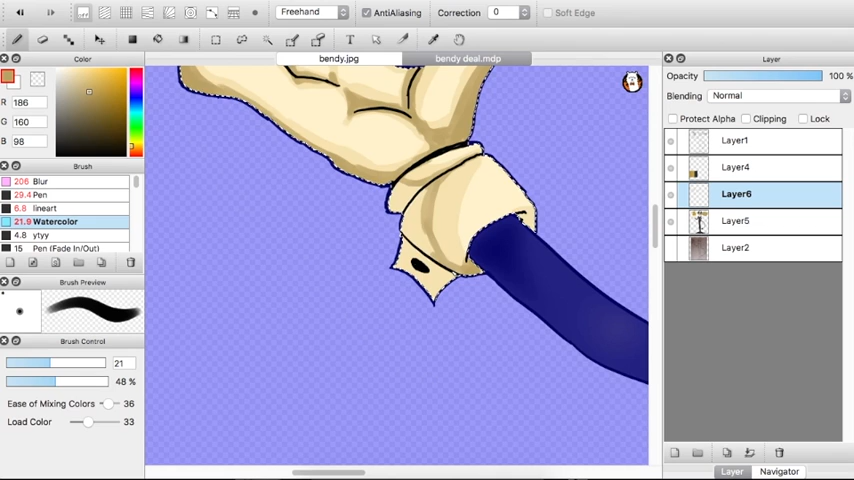 Freehand AntiAliasing Correction 0 Soft Edge
Color bendy.jpg bendy deal.mdp Layer
Opacity 100 %
R 186
Blending Normal
G 160
Protect Alpha Clipping Lock
B 98
Layer1
Brush
Layer4
206 Blur
29.4 Pen
Layer6
6.8 lineart
21.9 Watercolor
Layer5
4.8 ytyy
15 Pen (Fade In/Out)
Layer2
Brush Preview
Brush Control
21
48 %
Ease of Mixing Colors 36
Load Color 33
Layer Navigator